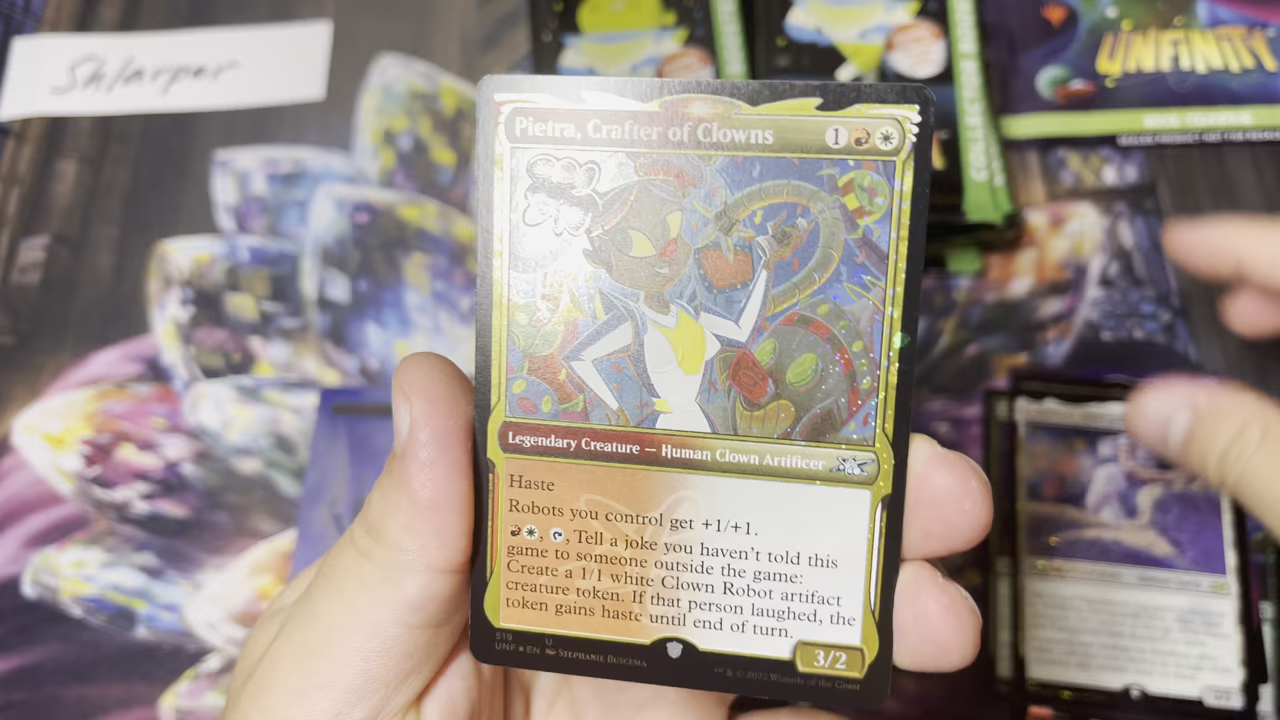 Shlarper
UNFINITY
Pietra, Crafter of Clowns 1
Legendary Creature — Human Clown Artificer
Haste
Robots you control get +1/+1.
, , Tell a joke you haven't told this
game to someone outside the game:
Create a 1/1 white Clown Robot artifact
creature token. If that person laughed, the
token gains haste until end of turn.
3/2
519 U
UNF ★ EN STEPHANIE BUSCEMA
™ & © 2022 Wizards of the Coast